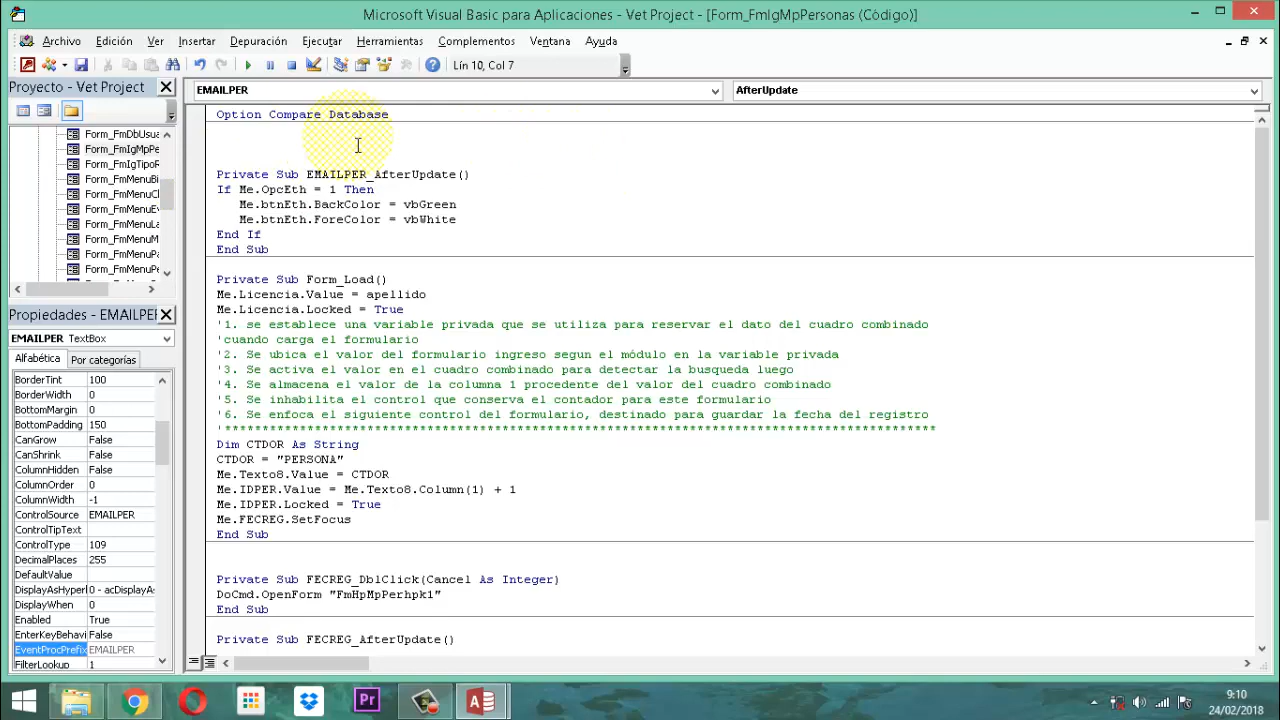 Microsoft Visual Basic para Aplicaciones - Vet Project - [Form_FmIgMpPersonas (Código)]
Archivo Edición Ver Insertar Depuración Ejecutar Herramientas Complementos Ventana Ayuda
Lín 10, Col 7
Proyecto - Vet Project
EMAILPER
AfterUpdate
Form_FmDbUsua
Form_FmIgMpPe
Form_FmIgTipoR
Form_FmMenuBi
Form_FmMenuCl
Form_FmMenuEv
Form_FmMenuLa
Form_FmMenuM
Form_FmMenuPa
Form_FmMenuPe
Propiedades - EMAILPER
EMAILPER TextBox
Alfabética Por categorías
BorderTint 100
BorderWidth 0
BottomMargin 0
BottomPadding 150
CanGrow False
CanShrink False
ColumnHidden False
ColumnOrder 0
ColumnWidth -1
ControlSource EMAILPER
ControlTipText
ControlType 109
DecimalPlaces 255
DefaultValue
DisplayAsHyperl 0 - acDisplayAs
DisplayWhen 0
Enabled True
EnterKeyBehavi False
EventProcPrefix EMAILPER
FilterLookup 1
Option Compare Database
Private Sub EMAILPER_AfterUpdate()
If Me.OpcEth = 1 Then
Me.btnEth.BackColor = vbGreen
Me.btnEth.ForeColor = vbWhite
End If
End Sub
Private Sub Form_Load()
Me.Licencia.Value = apellido
Me.Licencia.Locked = True
'1. se establece una variable privada que se utiliza para reservar el dato del cuadro combinado
'cuando carga el formulario
'2. Se ubica el valor del formulario ingreso segun el módulo en la variable privada
'3. Se activa el valor en el cuadro combinado para detectar la busqueda luego
'4. Se almacena el valor de la columna 1 procedente del valor del cuadro combinado
'5. Se inhabilita el control que conserva el contador para este formulario
'6. Se enfoca el siguiente control del formulario, destinado para guardar la fecha del registro
'***********************************************************************************************
Dim CTDOR As String
CTDOR = "PERSONA"
Me.Texto8.Value = CTDOR
Me.IDPER.Value = Me.Texto8.Column(1) + 1
Me.IDPER.Locked = True
Me.FECREG.SetFocus
End Sub
Private Sub FECREG_DblClick(Cancel As Integer)
DoCmd.OpenForm "FmHpMpPerhpk1"
End Sub
Private Sub FECREG_AfterUpdate()
Pr
9:10
24/02/2018